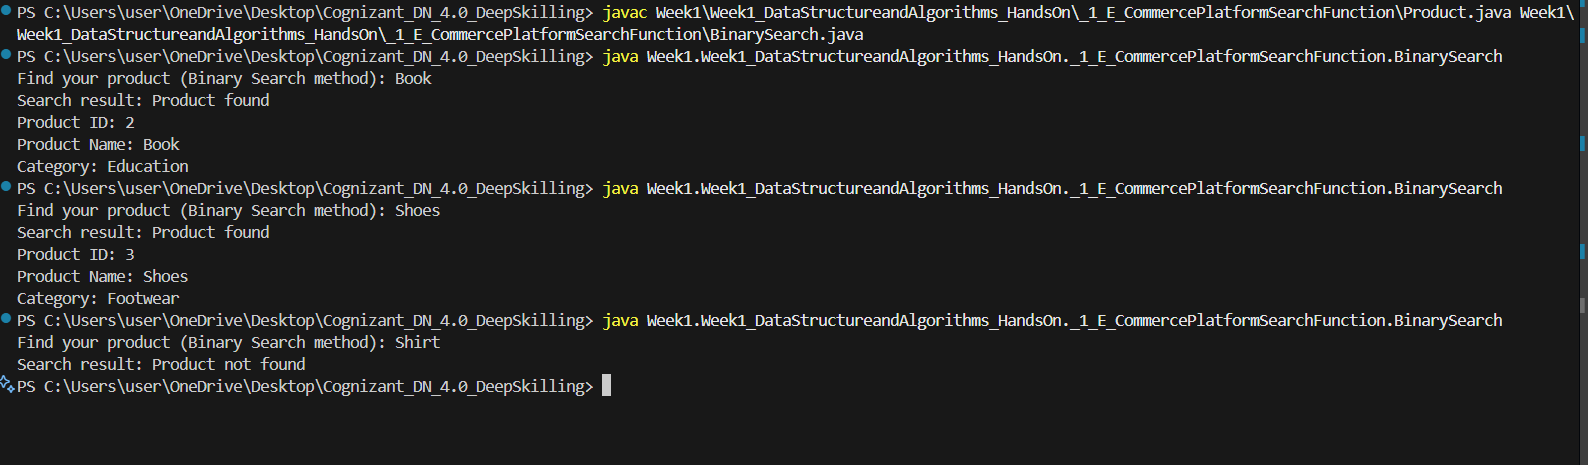 PS C:\Users\user\OneDrive\Desktop\Cognizant_DN_4.0_DeepSkilling> javac Week1\Week1_DataStructureandAlgorithms_HandsOn\_1_E_CommercePlatformSearchFunction\Product.java Week1\
Week1_DataStructureandAlgorithms_HandsOn\_1_E_CommercePlatformSearchFunction\BinarySearch.java
PS C:\Users\user\OneDrive\Desktop\Cognizant_DN_4.0_DeepSkilling> java Week1.Week1_DataStructureandAlgorithms_HandsOn._1_E_CommercePlatformSearchFunction.BinarySearch
Find your product (Binary Search method): Book
Search result: Product found
Product ID: 2
Product Name: Book
Category: Education
PS C:\Users\user\OneDrive\Desktop\Cognizant_DN_4.0_DeepSkilling> java Week1.Week1_DataStructureandAlgorithms_HandsOn._1_E_CommercePlatformSearchFunction.BinarySearch
Find your product (Binary Search method): Shoes
Search result: Product found
Product ID: 3
Product Name: Shoes
Category: Footwear
PS C:\Users\user\OneDrive\Desktop\Cognizant_DN_4.0_DeepSkilling> java Week1.Week1_DataStructureandAlgorithms_HandsOn._1_E_CommercePlatformSearchFunction.BinarySearch
Find your product (Binary Search method): Shirt
Search result: Product not found
PS C:\Users\user\OneDrive\Desktop\Cognizant_DN_4.0_DeepSkilling>